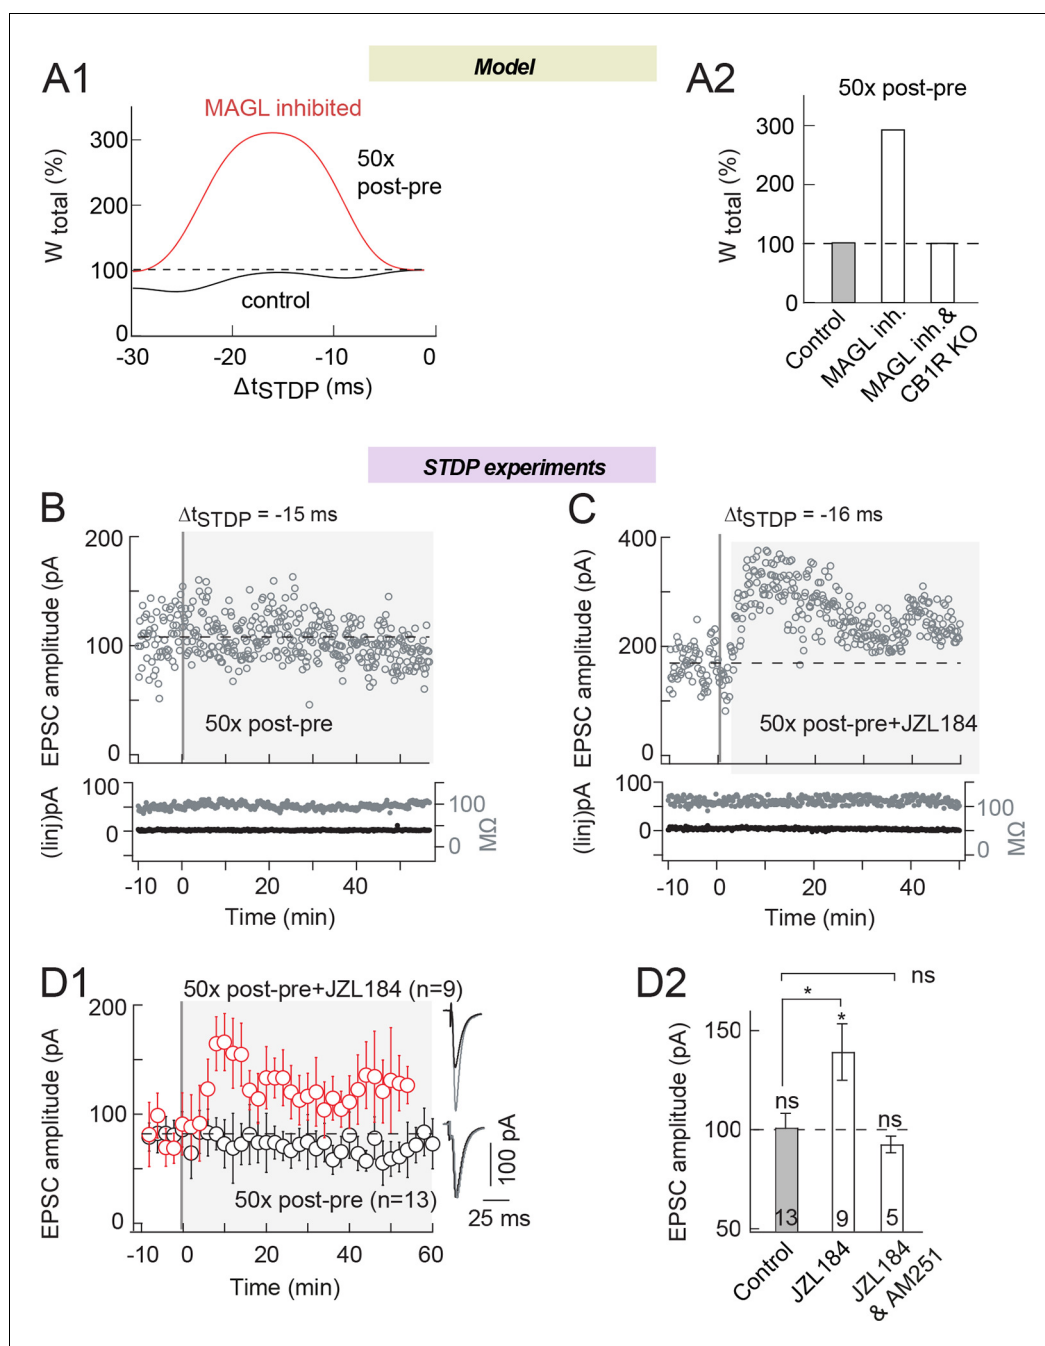 Model
A1
MAGL inhibited
50x
post-pre
control
W total (%)
300
200
100
0
-30
-20
-10
0
ΔtSTDP (ms)
A2
50x post-pre
W total (%)
300
200
100
0
Control
MAGL inh.
MAGL inh.&
CB1R KO
STDP experiments
B
ΔtSTDP = -15 ms
EPSC amplitude (pA
200
100
0
50x post-pre
(linj)pA
100
0
100
0
MΩ
-10
0
20
40
Time (min)
C
ΔtSTDP = -16 ms
EPSC amplitude (pA)
400
200
0
50x post-pre+JZL184
(linj)pA
100
0
100
0
MΩ
-10
0
20
40
Time (min)
D1
50x post-pre+JZL184 (n=9)
EPSC amplitude (pA
200
100
0
50x post-pre (n=13)
100 pA
25 ms
-10
0
20
40
60
Time (min)
D2
ns
*
*
ns
ns
EPSC amplitude (pA)
150
100
50
13
9
5
Control
JZL184
JZL184
& AM251